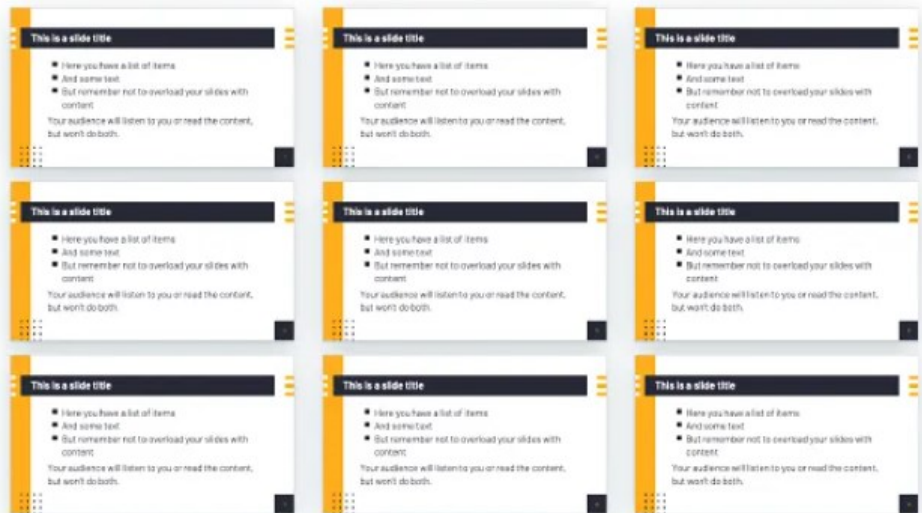 This is a slide title
This is a slide title
This is a slide title
Here you have a list of items
Here you have a list of items
Here you have a list of items
And some text
And some text
And some text
But remember not to overload your slides with
But remember not to overload your slides with
But remember not to overload your slides with
content
content
content
Your audience will listen to you or read the content,
Your audience will listen to you or read the content,
Your audience will listen to you or read the content,
but won't do both.
but won't do both.
but won't do both.
This is a slide title
This is a slide title
This is a slide title
Here you have a list of items
Here you have a list of items
Here you have a list of items
And some text
And some text
And some text
But remember not to overload your slides with
But remember not to overload your slides with
But remember not to overload your slides with
content
content
content
Your audience will listen to you or read the content,
Your audience will listen to you or read the content,
Your audience will listen to you or read the content,
but won't do both.
but won't do both.
but won't do both.
This is a slide title
This is a slide title
This is a slide title
Here you have a list of items
Here you have a list of items
Here you have a list of items
And some text
And some text
And some text
But remember not to overload your slides with
But remember not to overload your slides with
But remember not to overload your slides with
content
content
content
Your audience will listen to you or read the content,
Your audience will listen to you or read the content,
Your audience will listen to you or read the content,
but won't do both.
but won't do both.
but won't do both.